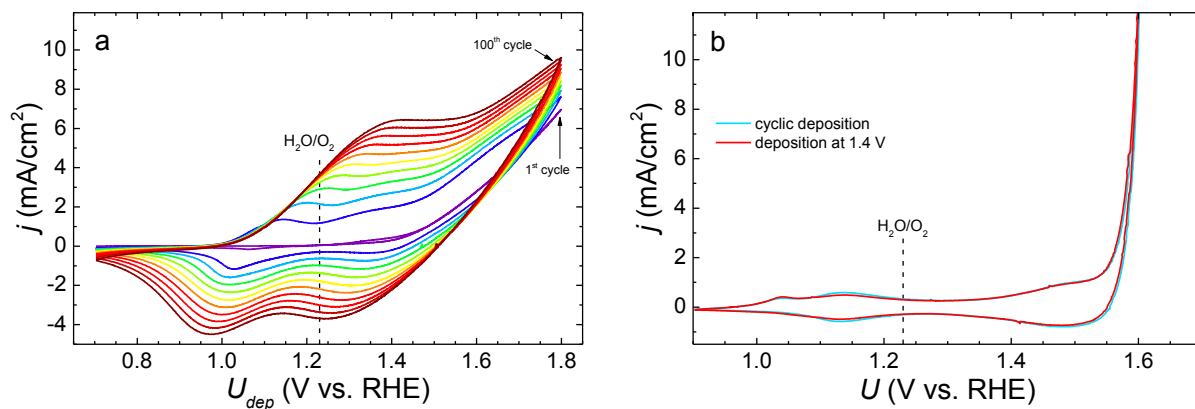 a
100th cycle
H2O/O2
1st cycle
10
8
6
4
2
0
-2
-4
j (mA/cm2)
0.8 1.0 1.2 1.4 1.6 1.8
Udep (V vs. RHE)
b
cyclic deposition
deposition at 1.4 V
H2O/O2
10
8
6
4
2
0
j (mA/cm2)
1.0 1.2 1.4 1.6
U (V vs. RHE)